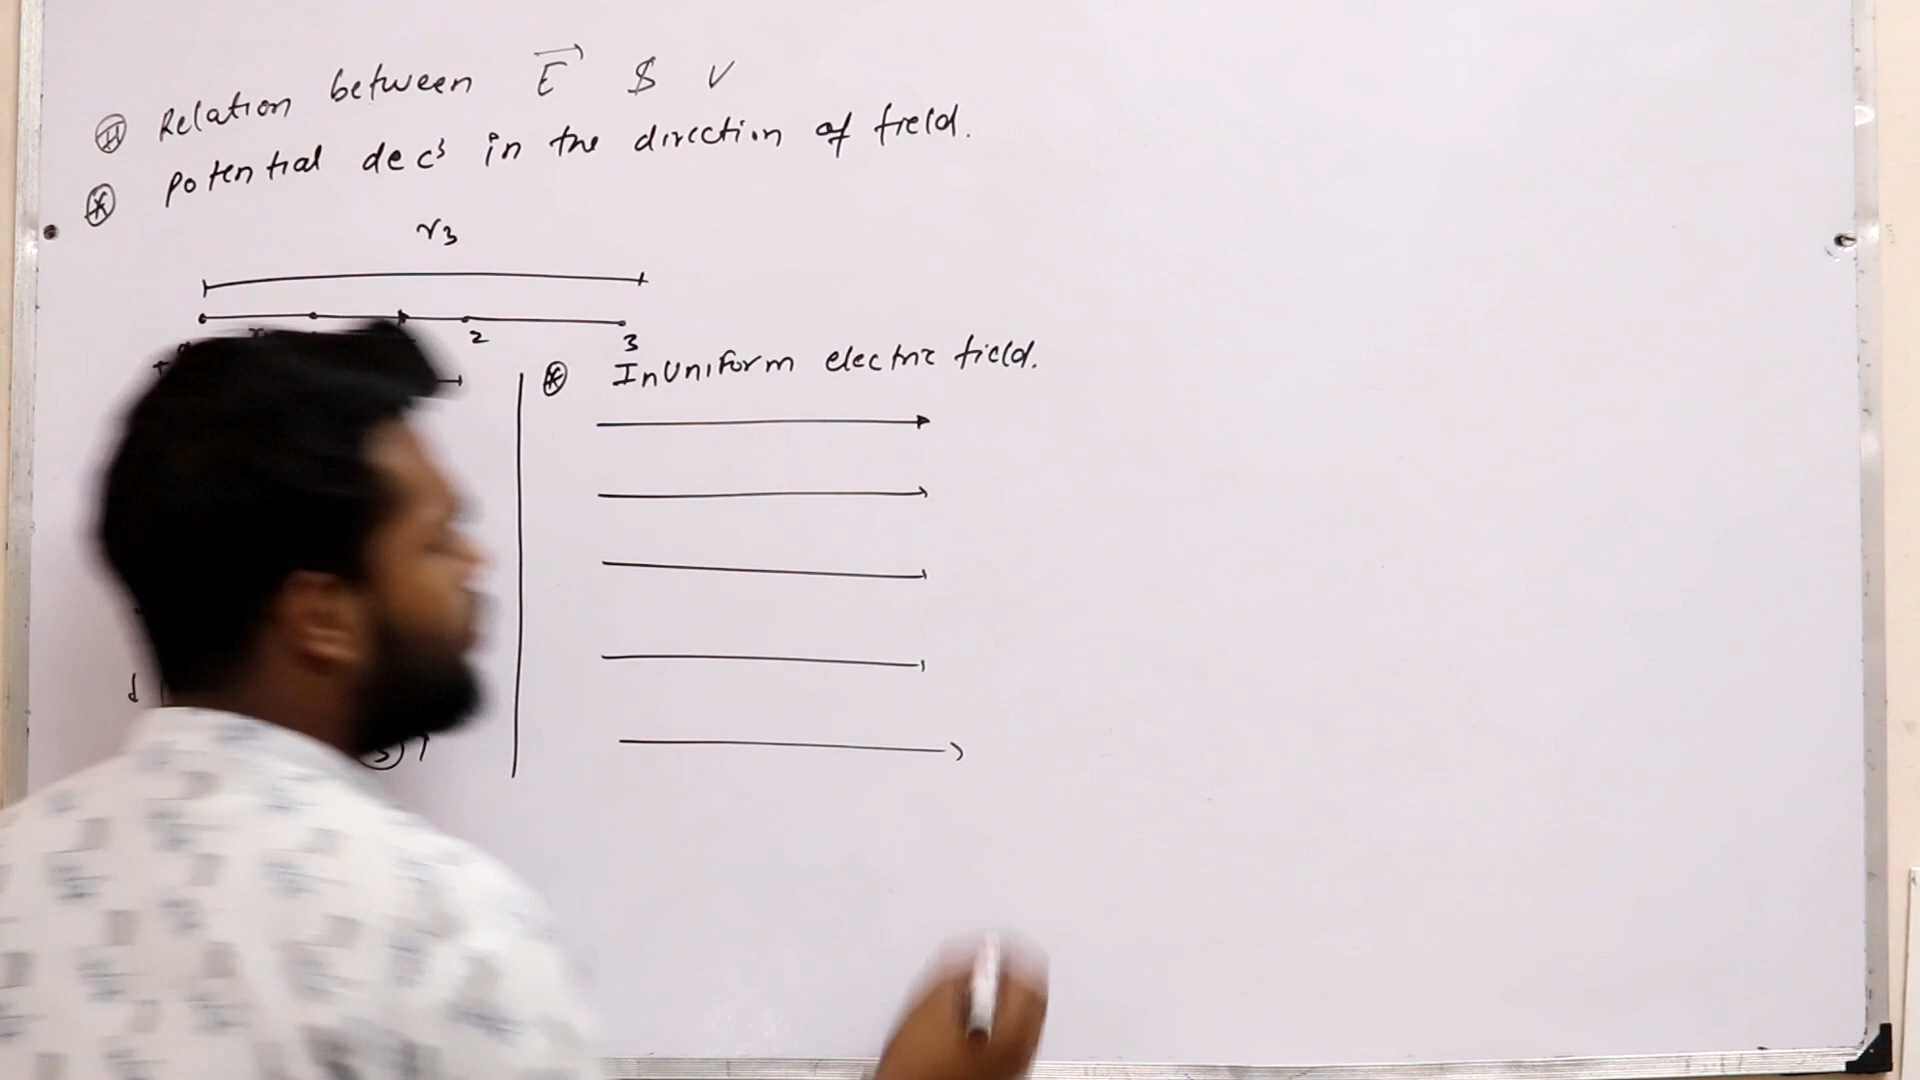 Relation between E & V
potential decs in the direction of field.
r3
2
3
In Uniform electric field.